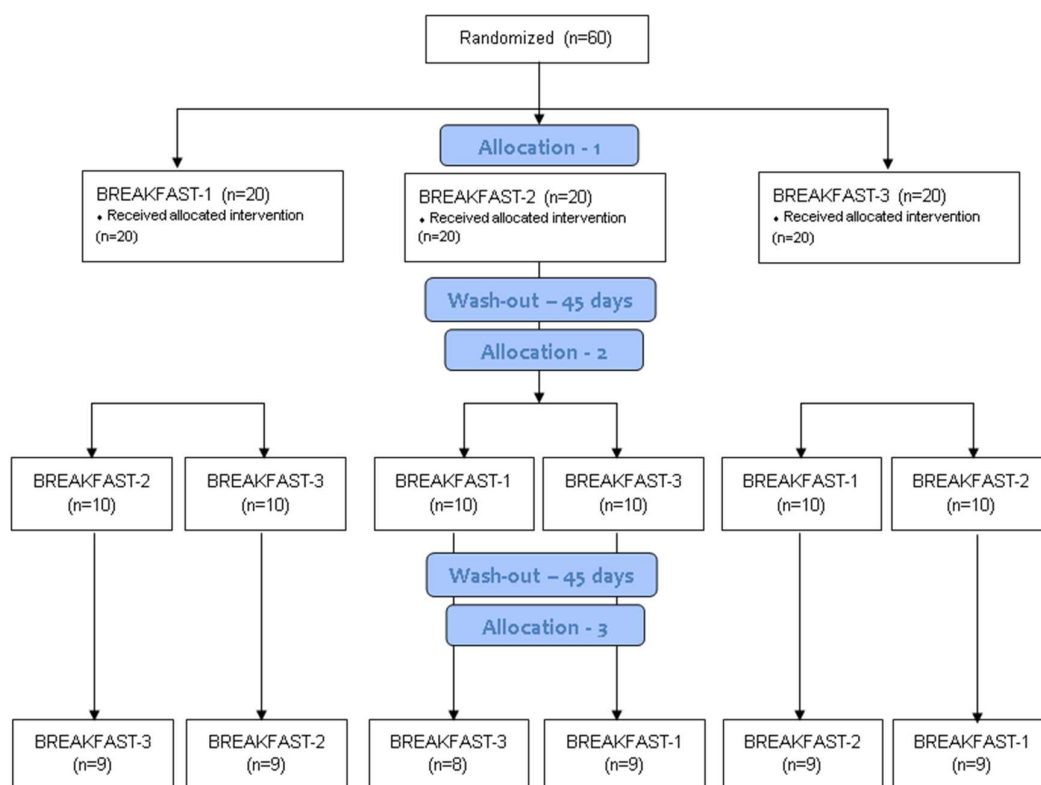 Randomized (n=60)
Allocation - 1
BREAKFAST-1 (n=20)
• Received allocated intervention
(n=20)
BREAKFAST-2 (n=20)
• Received allocated intervention
(n=20)
BREAKFAST-3 (n=20)
• Received allocated intervention
(n=20)
Wash-out – 45 days
Allocation - 2
BREAKFAST-2
(n=10)
BREAKFAST-3
(n=10)
BREAKFAST-1
(n=10)
BREAKFAST-3
(n=10)
BREAKFAST-1
(n=10)
BREAKFAST-2
(n=10)
Wash-out – 45 days
Allocation - 3
BREAKFAST-3
(n=9)
BREAKFAST-2
(n=9)
BREAKFAST-3
(n=8)
BREAKFAST-1
(n=9)
BREAKFAST-2
(n=9)
BREAKFAST-1
(n=9)